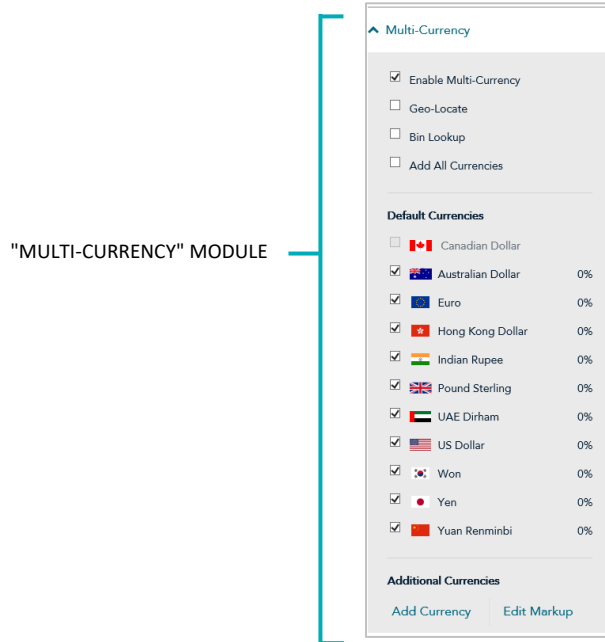 Multi-Currency
Enable Multi-Currency
Geo-Locate
Bin Lookup
Add All Currencies
"MULTI-CURRENCY" MODULE
Default Currencies
Canadian Dollar
Australian Dollar 0%
Euro 0%
Hong Kong Dollar 0%
Indian Rupee 0%
Pound Sterling 0%
UAE Dirham 0%
US Dollar 0%
Won 0%
Yen 0%
Yuan Renminbi 0%
Additional Currencies
Add Currency Edit Markup